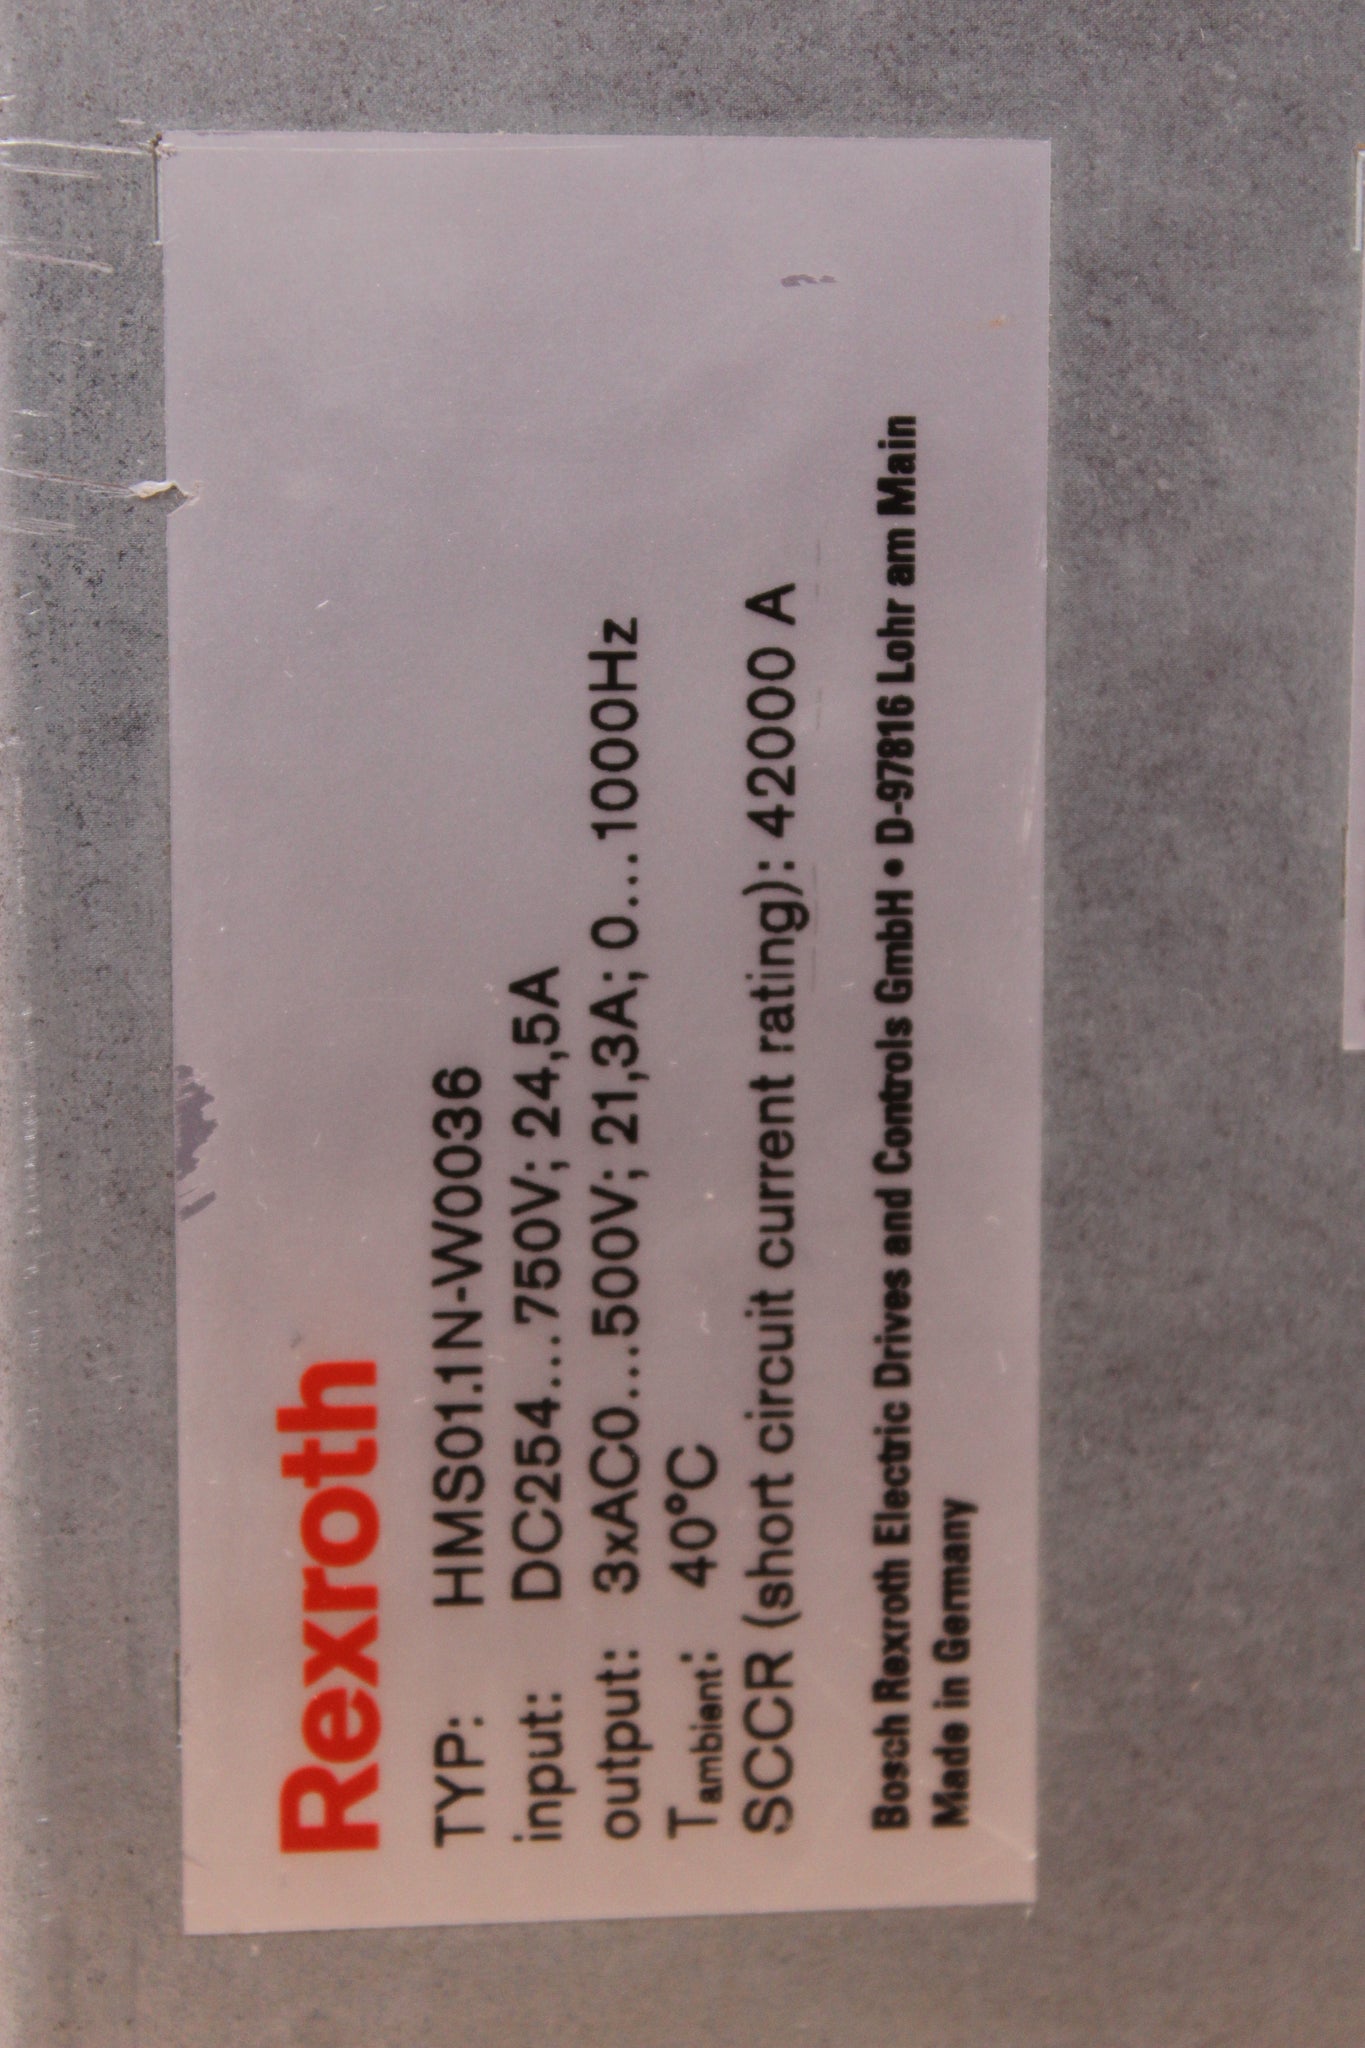 Rexroth
TYP: HMS01.1N-W0036
input: DC254...750V; 24,5A
output: 3xAC0...500V; 21,3A; 0...1000Hz
Tambient: 40°C
SCCR (short circuit current rating): 42000 A
Bosch Rexroth Electric Drives and Controls GmbH • D-97816 Lohr am Main
Made in Germany